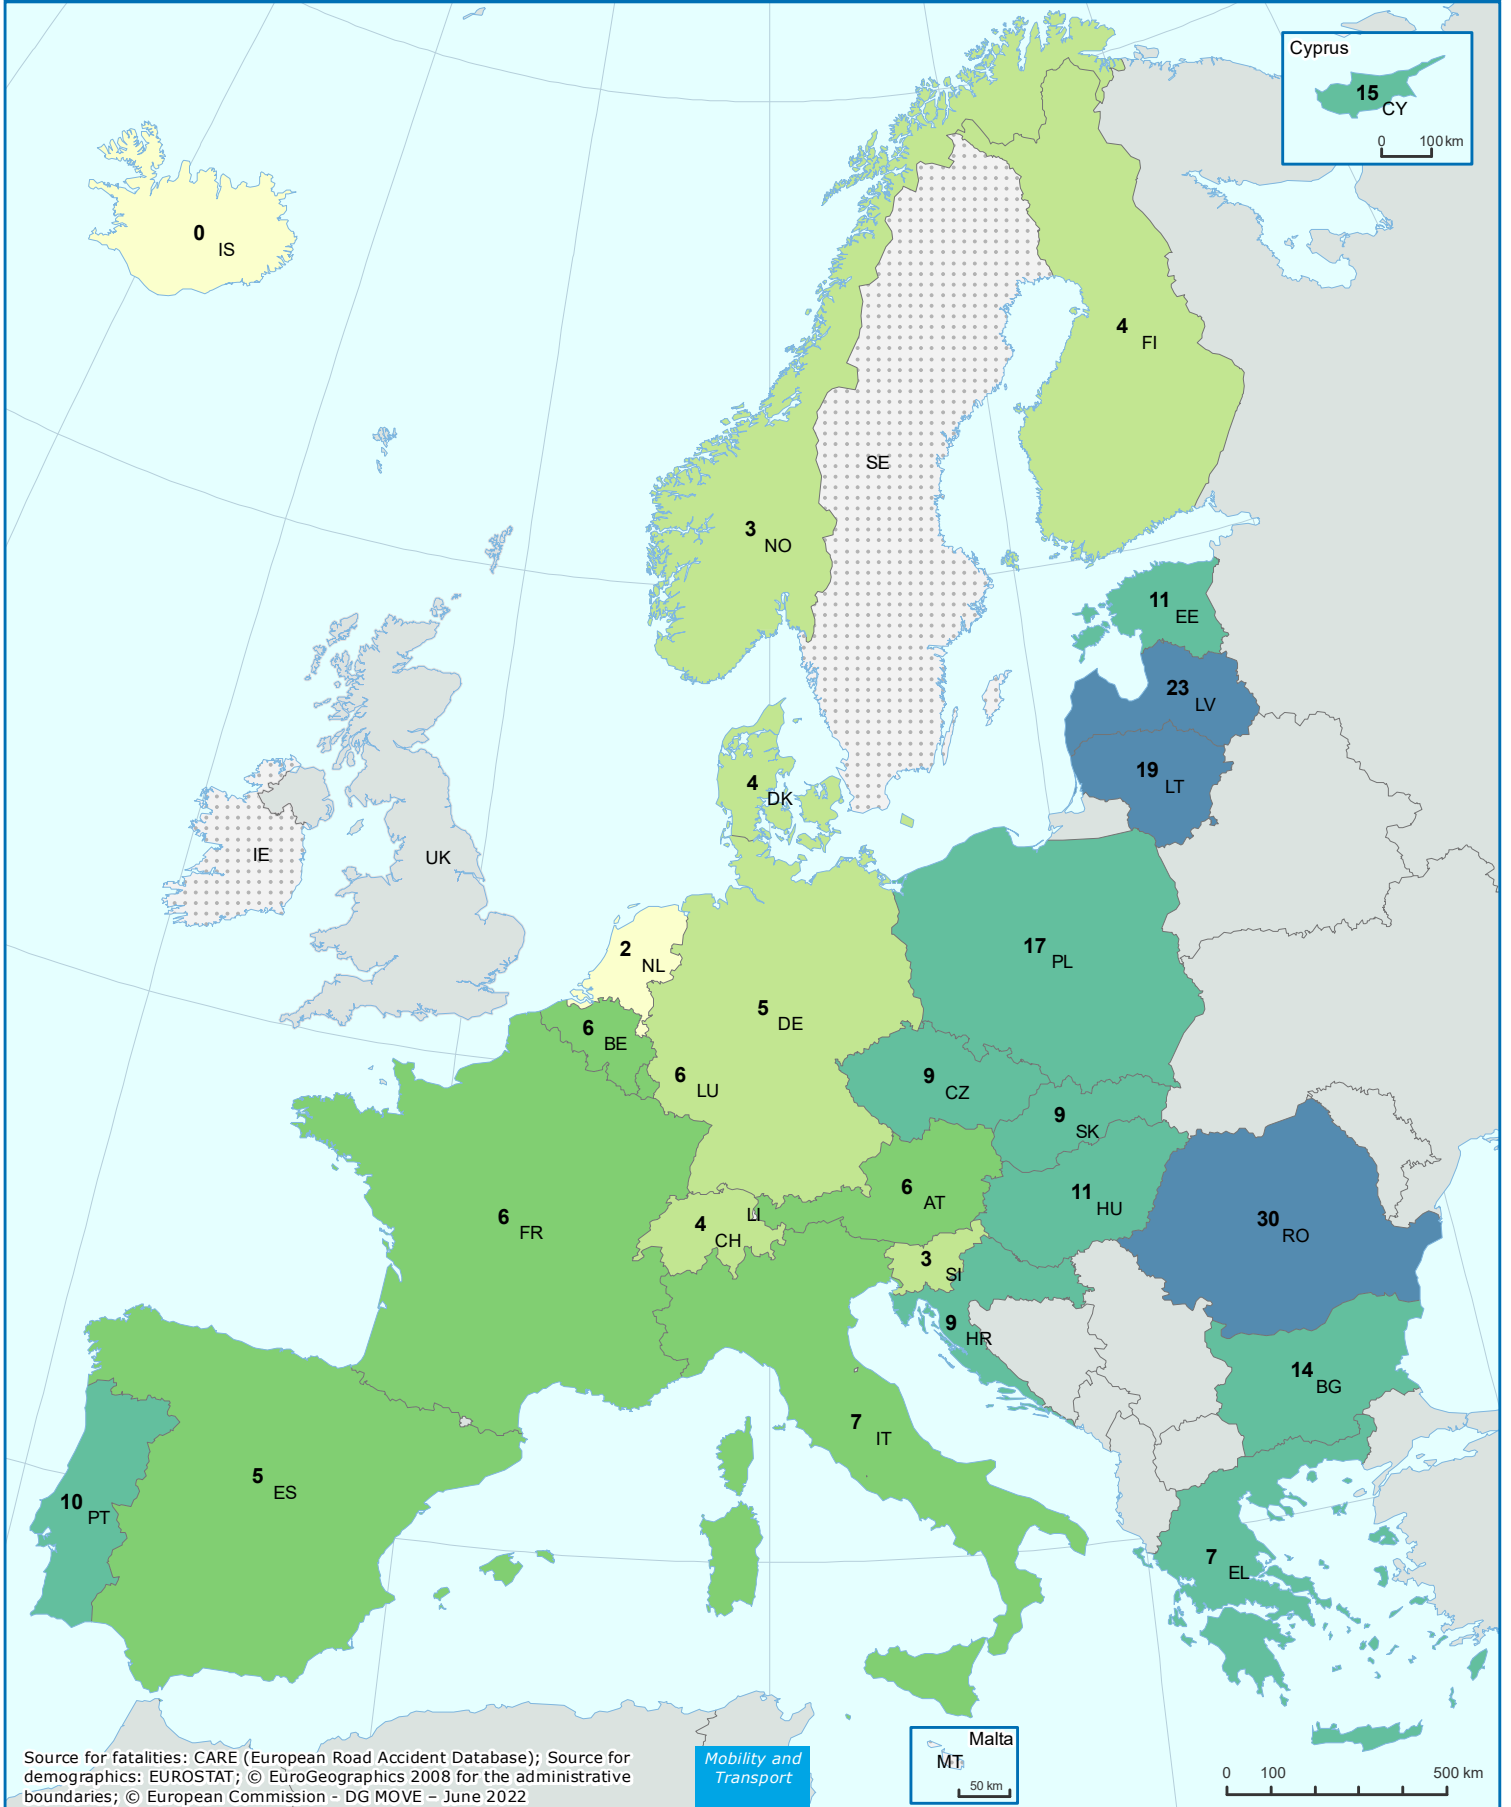 Cyprus
15
CY
0 100 km
0
IS
4
FI
SE
3
NO
11
EE
23
LV
19
LT
4
DK
IE
UK
2
NL
17
PL
5
DE
6
BE
6
LU
9
CZ
9
SK
6
AT
11
HU
6
FR
4
CH
LI
30
RO
3
SI
9
HR
14
BG
7
IT
5
ES
10
PT
7
EL
Malta
MT
50 km
0 100 500 km
Mobility and
Transport
Source for fatalities: CARE (European Road Accident Database); Source for
demographics: EUROSTAT; © EuroGeographics 2008 for the administrative
boundaries; © European Commission - DG MOVE – June 2022